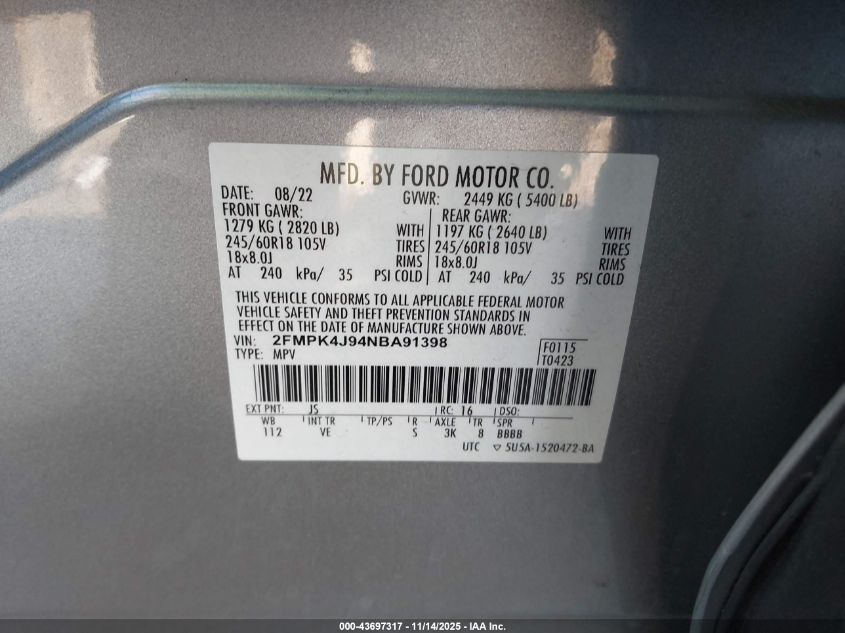 MFD. BY FORD MOTOR CO.
DATE: 08/22 GVWR: 2449 KG ( 5400 LB)
FRONT GAWR: REAR GAWR:
1279 KG ( 2820 LB) WITH 1197 KG ( 2640 LB) WITH
245/60R18 105V TIRES 245/60R18 105V TIRES
18x8.0J RIMS 18x8.0J RIMS
AT 240 kPa/ 35 PSI COLD AT 240 kPa/ 35 PSI COLD
THIS VEHICLE CONFORMS TO ALL APPLICABLE FEDERAL MOTOR
VEHICLE SAFETY AND THEFT PREVENTION STANDARDS IN
EFFECT ON THE DATE OF MANUFACTURE SHOWN ABOVE.
VIN: 2FMPK4J94NBA91398 F0115
TYPE: MPV T0423
EXT PNT: JS RC: 16 DSO:
WB INT TR TP/PS R AXLE TR SPR
112 VE S 3K 8 BBBB
UTC ▽ 5U5A-1520472-BA
000-43697317 - 11/14/2025 - IAA Inc.